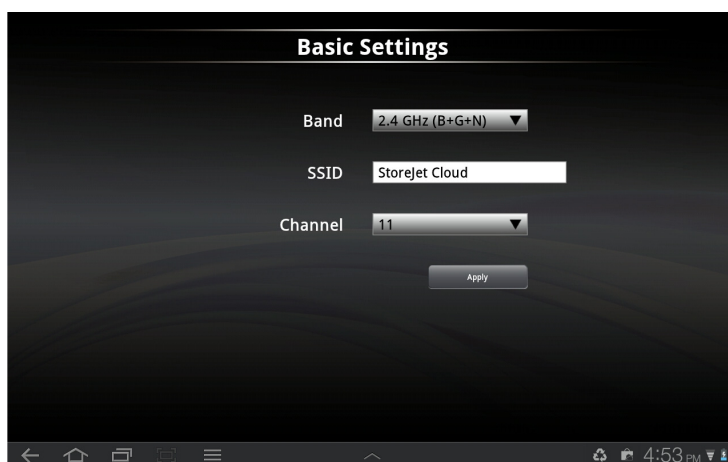 Basic Settings
Band 2.4 GHz (B+G+N)
SSID StoreJet Cloud
Channel 11
Apply
4:53 PM